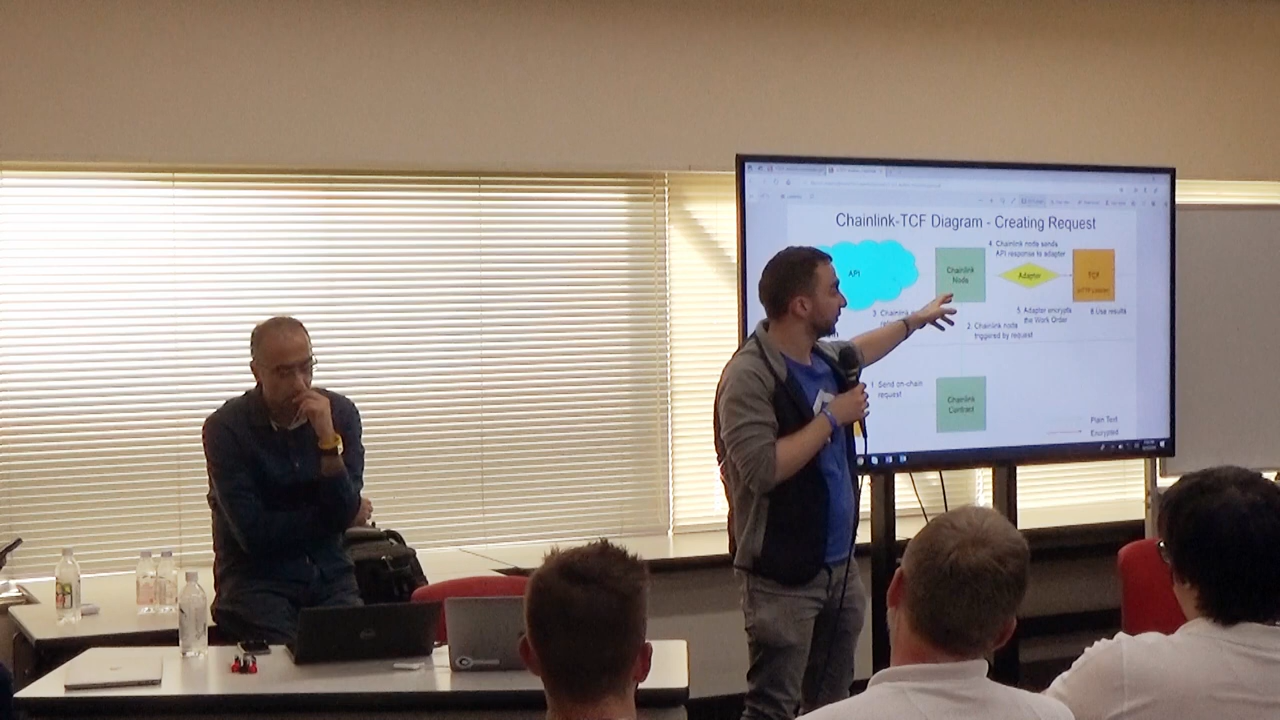 Chainlink-TCF Diagram - Creating Request
API
Chainlink
Node
4. Chainlink node sends
API response to adapter
Adapter
TCF
3. Chainlink
5. Adapter encrypts
the Work Order
6. Use results
2. Chainlink node
triggered by request
1. Send on-chain
request
Chainlink
Contract
Plain Text
Encrypted